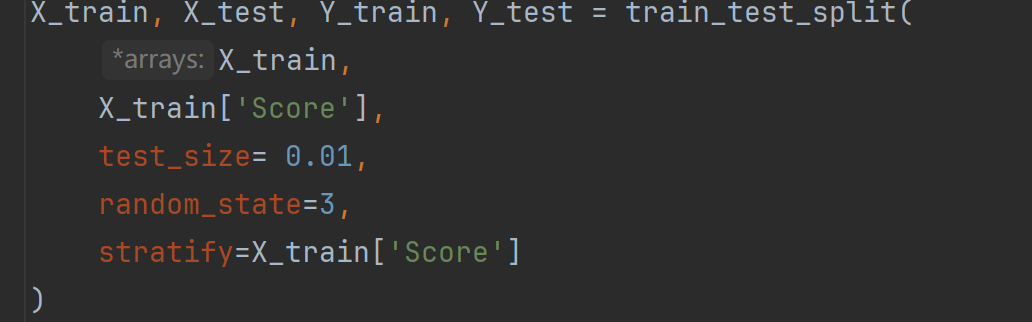 X_train, X_test, Y_train, Y_test = train_test_split(
*arrays: X_train,
X_train['Score'],
test_size= 0.01,
random_state=3,
stratify=X_train['Score']
)